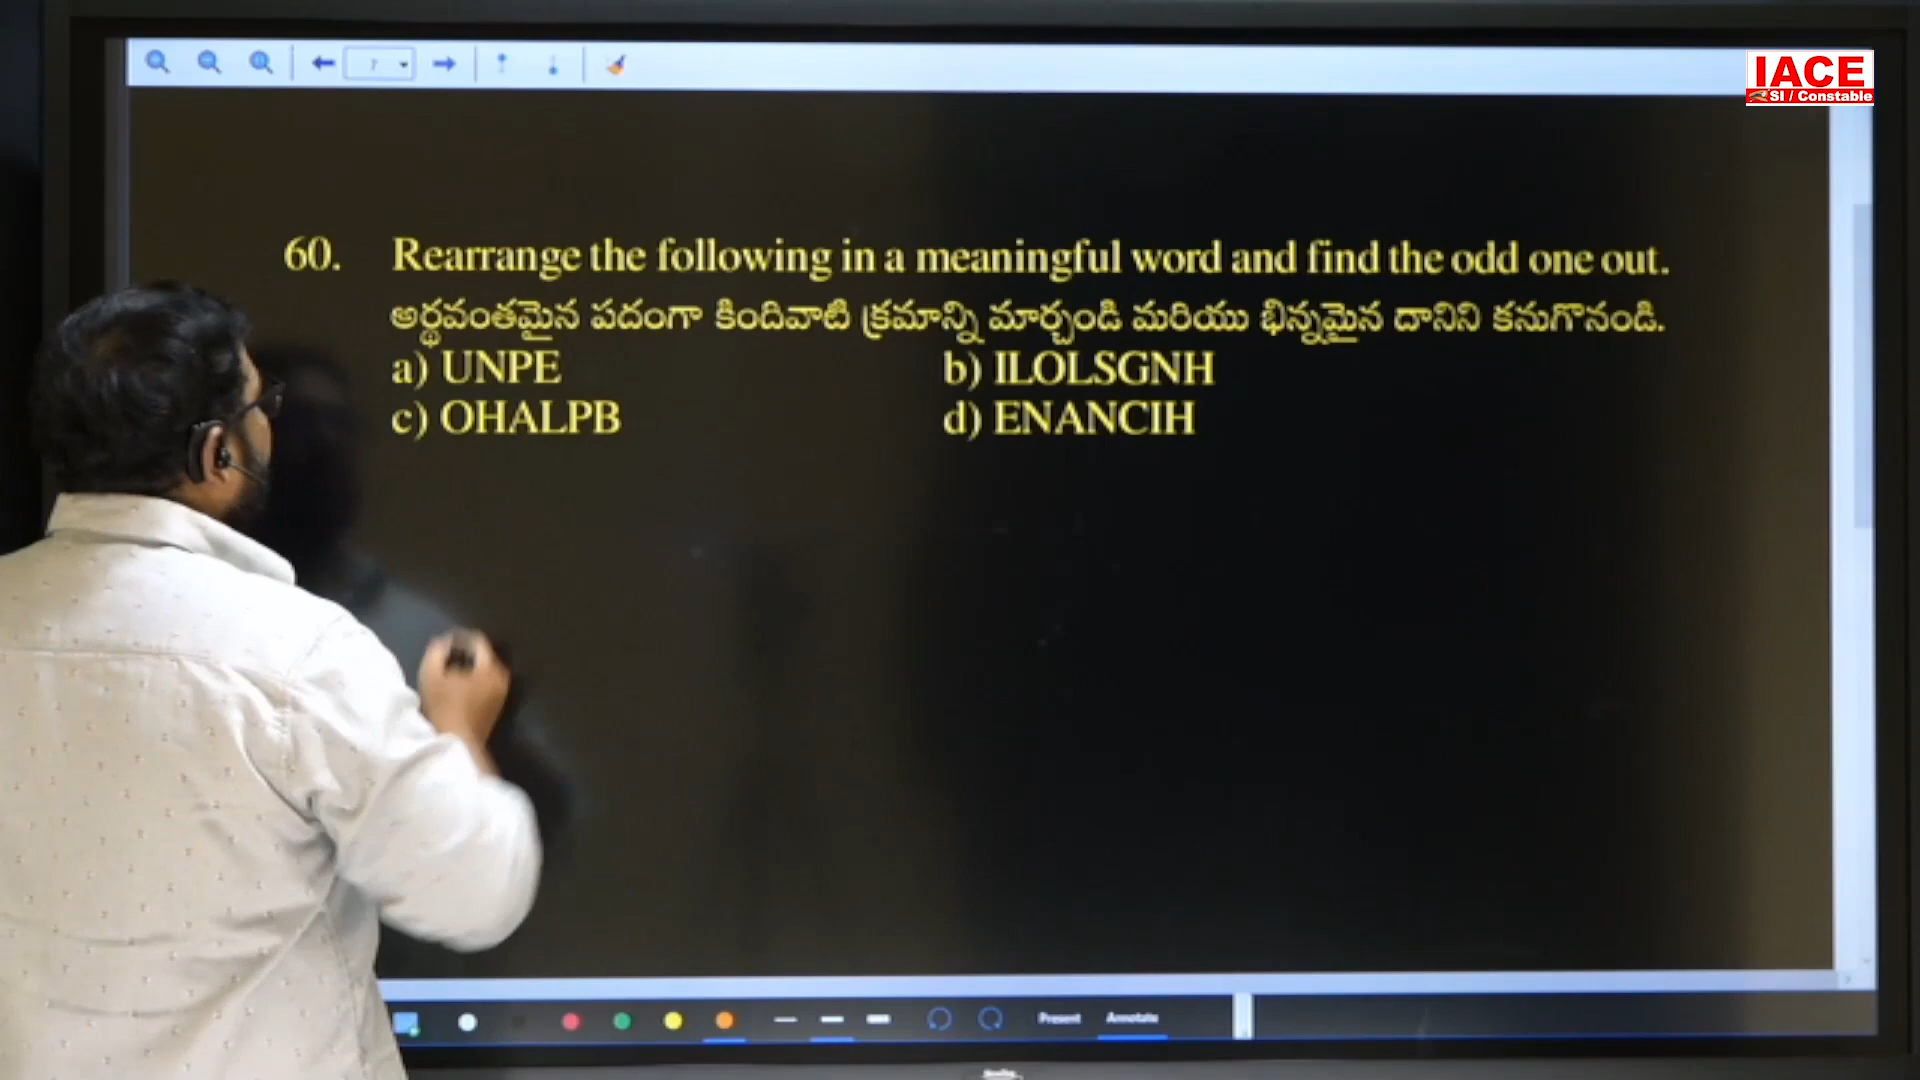 IACE
SI / Constable
7
60. Rearrange the following in a meaningful word and find the odd one out.
అర్థవంతమైన పదంగా కిందివాటి క్రమాన్ని మార్చండి మరియు భిన్నమైన దానిని కనుగొనండి.
a) UNPE b) ILOLSGNH
c) OHALPB d) ENANCIH
Present Annotate